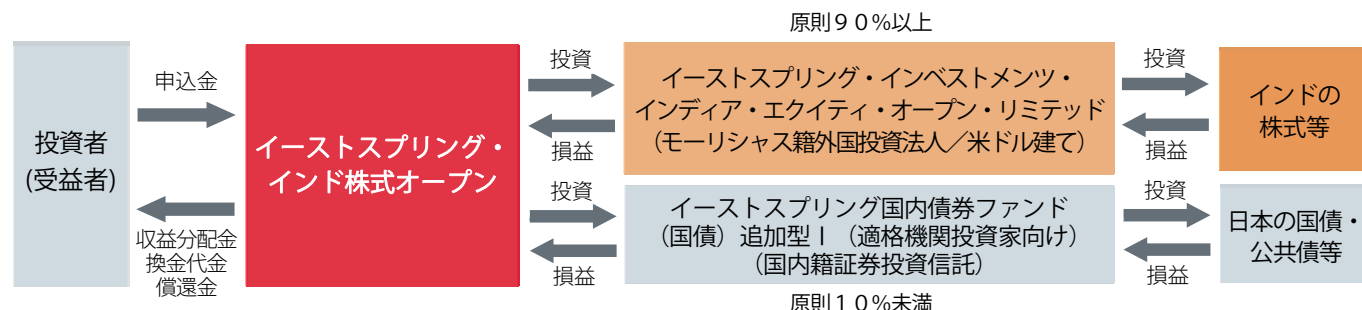 原則９０％以上
投資者
(受益者)
申込金
収益分配金
換金代金
償還金
イーストスプリング・
インド株式オープン
投資
損益
イーストスプリング・インベストメンツ・
インディア・エクイティ・オープン・リミテッド
（モーリシャス籍外国投資法人／米ドル建て）
投資
損益
インドの
株式等
投資
損益
イーストスプリング国内債券ファンド
（国債）追加型Ⅰ（適格機関投資家向け）
（国内籍証券投資信託）
投資
損益
日本の国債・
公共債等
原則１０％未満